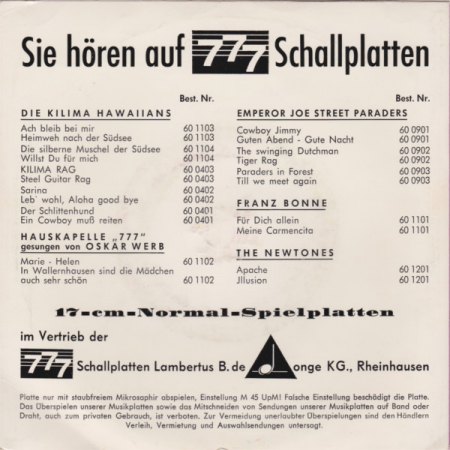 Sie hören auf 777 Schallplatten
Best. Nr.
DIE KILIMA HAWAIIANS
Ach bleib bei mir 60 1103
Heimweh nach der Südsee 60 1103
Die silberne Muschel der Südsee 60 1104
Willst Du für mich 60 1104
KILIMA RAG 60 0403
Steel Guitar Rag 60 0403
Sarina 60 0402
Leb' wohl, Aloha good bye 60 0402
Der Schlittenhund 60 0401
Ein Cowboy muß reiten 60 0401
HAUSKAPELLE „777"
gesungen von OSKAR WERB
Marie - Helen 60 1102
In Wallernhausen sind die Mädchen
auch sehr schön 60 1102
Best. Nr.
EMPEROR JOE STREET PARADERS
Cowboy Jimmy 60 0901
Guten Abend - Gute Nacht 60 0901
The swinging Dutchman 60 0902
Tiger Rag 60 0902
Paraders in Forest 60 0903
Till we meet again 60 0903
FRANZ BONNE
Für Dich allein 60 1101
Meine Carmencita 60 1101
THE NEWTONES
Apache 60 1201
Jllusion 60 1201
17-cm-Normal-Spielplatten
im Vertrieb der
777 Schallplatten Lambertus B. de Jonge KG., Rheinhausen
Platte nur mit staubfreiem Mikrosaphir abspielen, Einstellung M 45 UpM! Falsche Einstellung beschädigt die Platte.
Das Überspielen unserer Musikplatten sowie das Mitschneiden von Sendungen unserer Musikplatten auf Band oder
Draht, auch zum privaten Gebrauch, ist verboten. Zur Vermeidung unerlaubter Überspielungen sind den Händlern
Verleih, Vermietung und Auswahlsendungen untersagt.